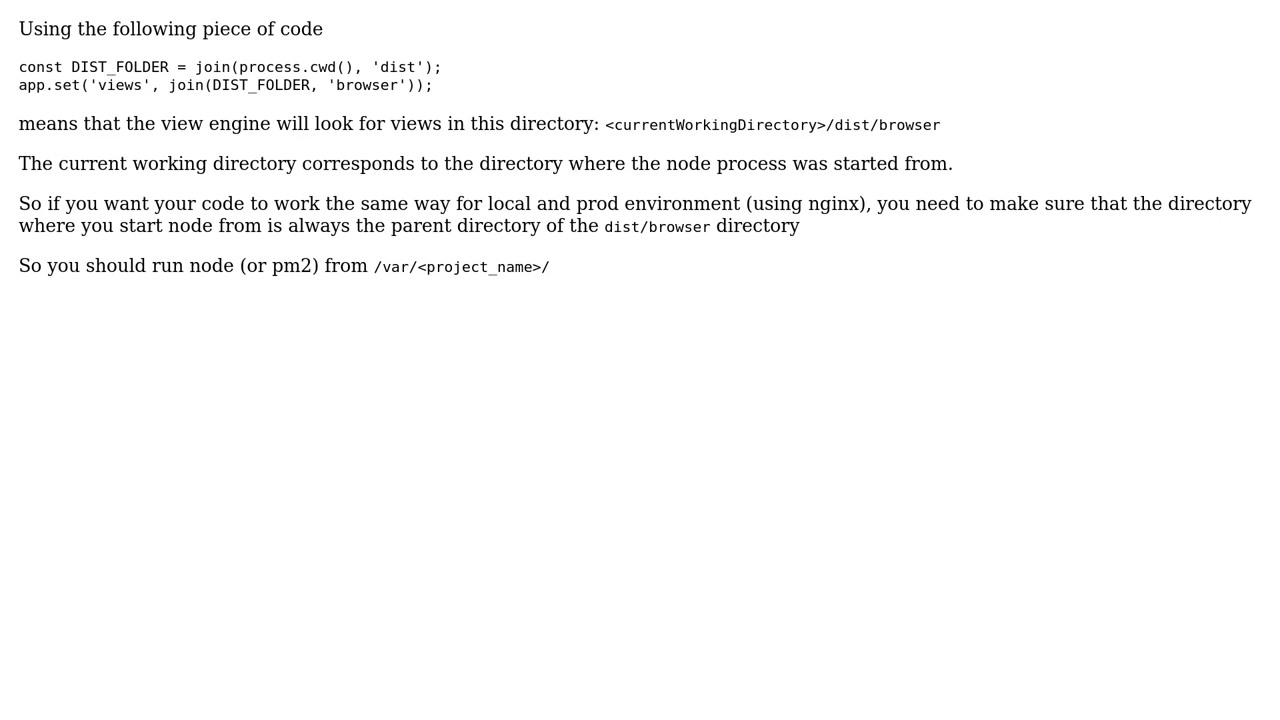 Using the following piece of code
const DIST_FOLDER = join(process.cwd(), 'dist');
app.set('views', join(DIST_FOLDER, 'browser'));
means that the view engine will look for views in this directory: <currentWorkingDirectory>/dist/browser
The current working directory corresponds to the directory where the node process was started from.
So if you want your code to work the same way for local and prod environment (using nginx), you need to make sure that the directory
where you start node from is always the parent directory of the dist/browser directory
So you should run node (or pm2) from /var/<project_name>/